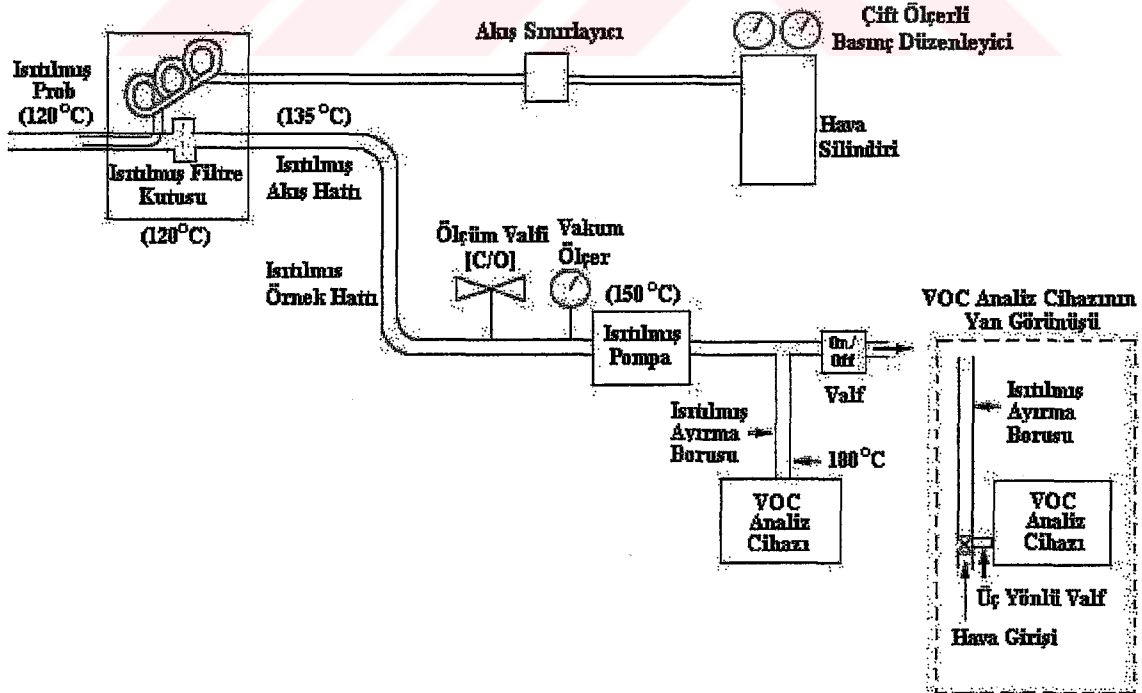 Çift Ölçerli
Basınç Düzenleyici
Akış Sınırlayıcı
Isıtılmış
Prob
(120°C)
(135°C)
Hava
Silindiri
Isıtılmış Filtre
Kutusu
(120°C)
Isıtılmış
Akış Hattı
Isıtılmış
Örnek Hattı
Ölçüm Valfi
[C/O]
Vakum
Ölçer
(150°C)
Isıtılmış
Pompa
On/
Off
Valf
Isıtılmış
Ayırma
Borusu
180°C
VOC
Analiz
Cihazı
VOC Analiz Cihazının
Yan Görünüşü
Isıtılmış
Ayırma
Borusu
VOC
Analiz
Cihazı
Üç Yönlü Valf
Hava Girişi